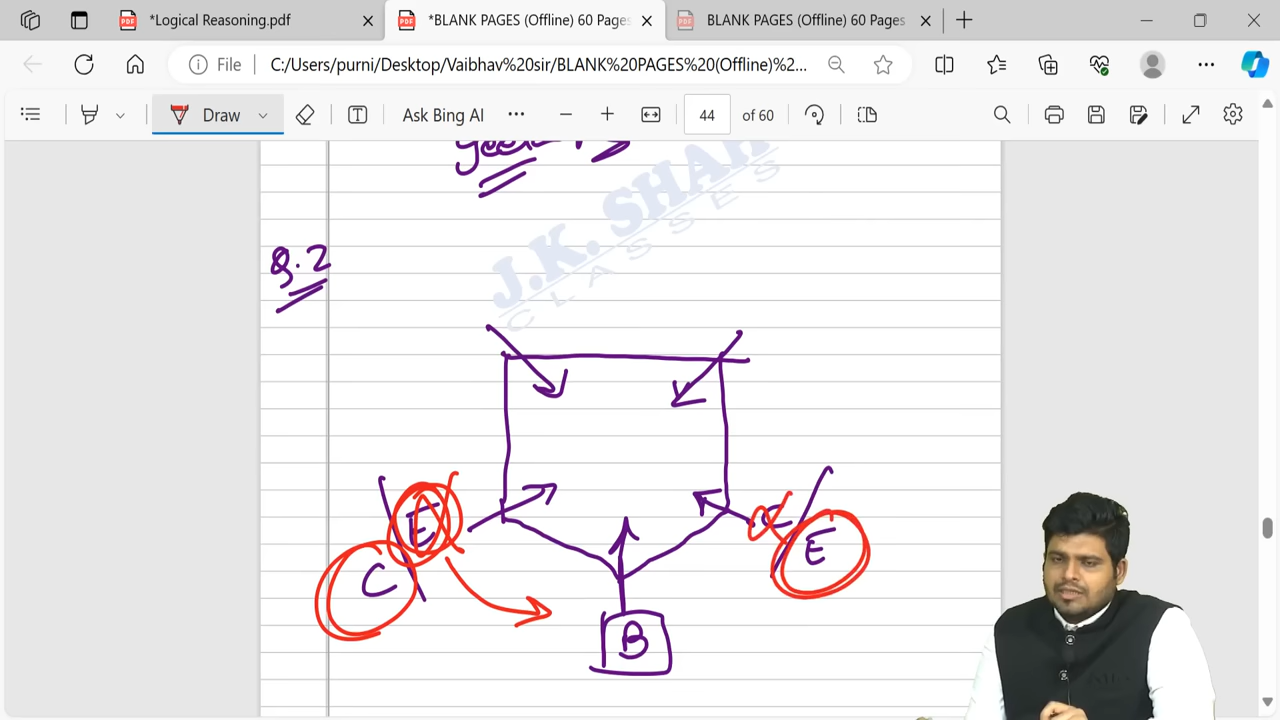 *Logical Reasoning.pdf
*BLANK PAGES (Offline) 60 Pages
BLANK PAGES (Offline) 60 Pages
File
C:/Users/purni/Desktop/Vaibhav%20sir/BLANK%20PAGES%20(Offline)%2...
Draw
Ask Bing AI
44
of 60
J.K. SHAH
CLASSES
Q.2
E
C
C
E
B